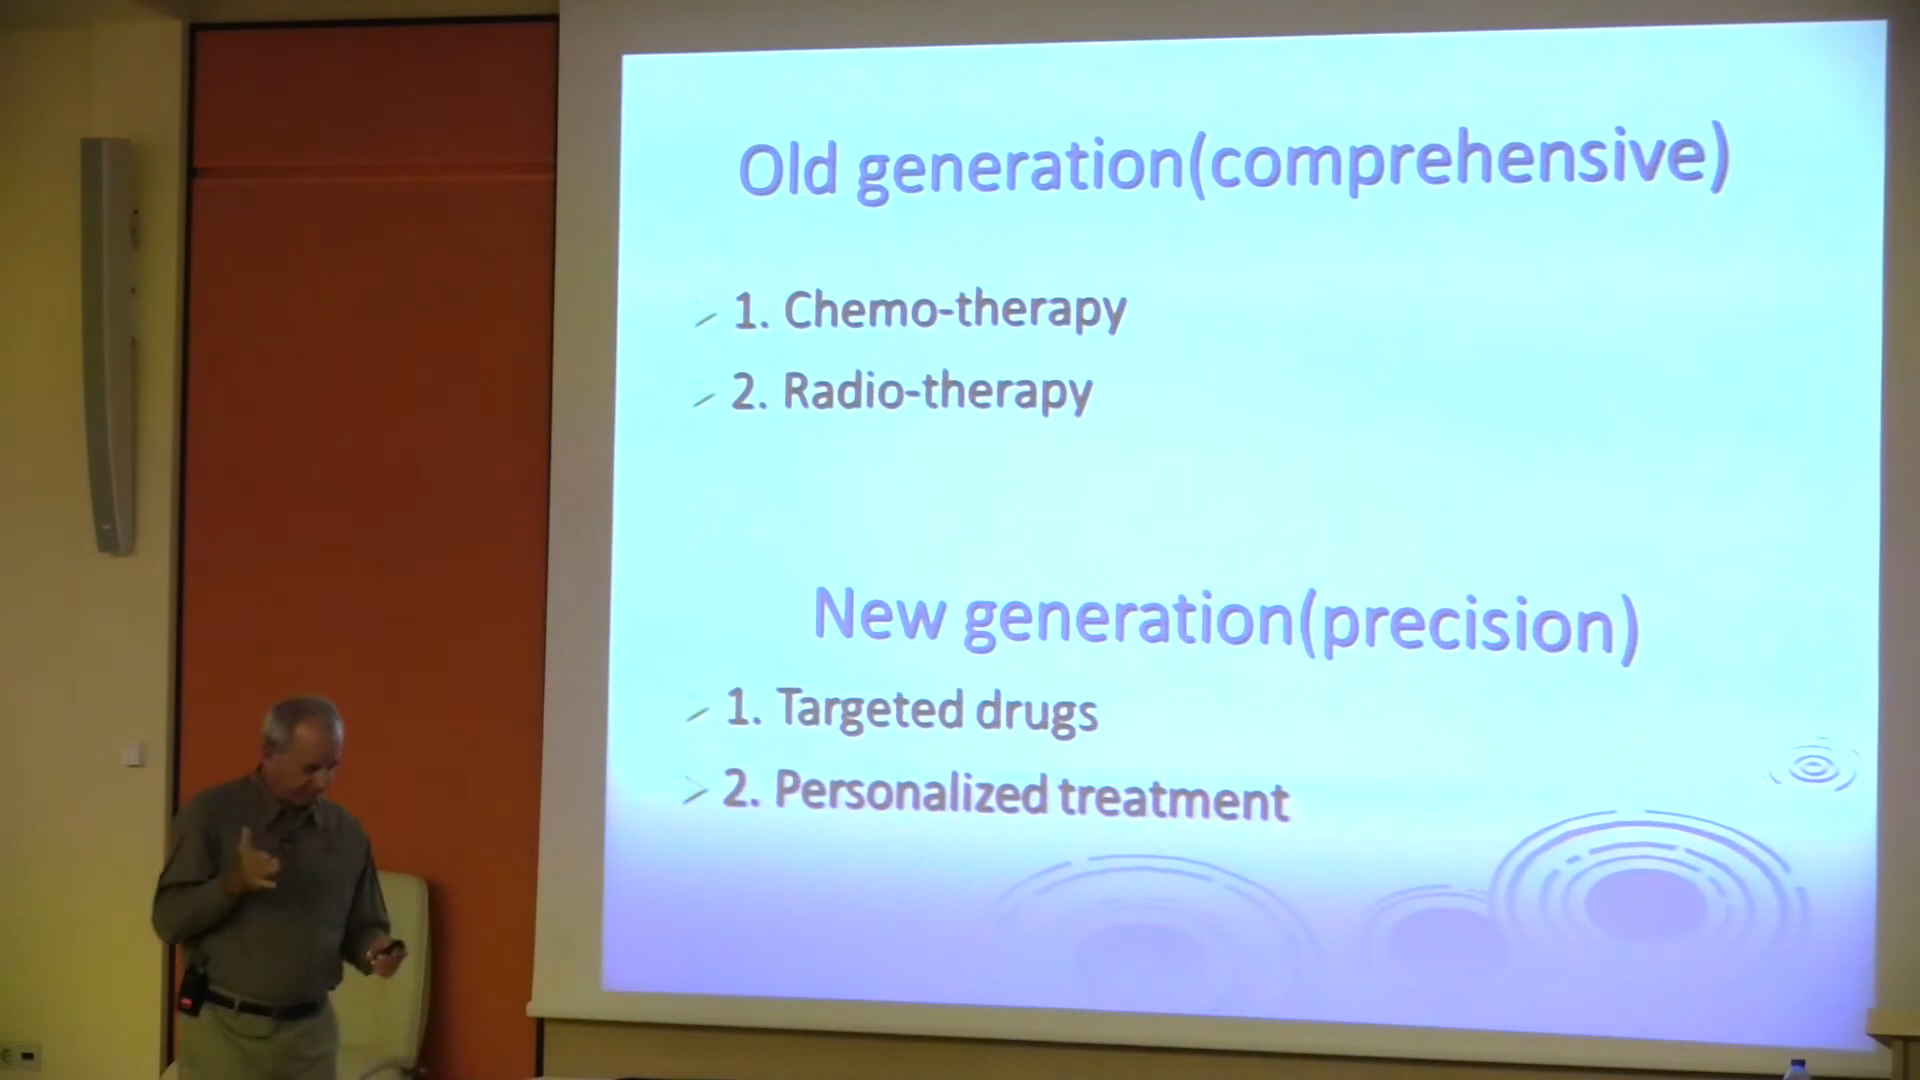 Old generation(comprehensive)
1. Chemo-therapy
2. Radio-therapy
New generation(precision)
1. Targeted drugs
2. Personalized treatment